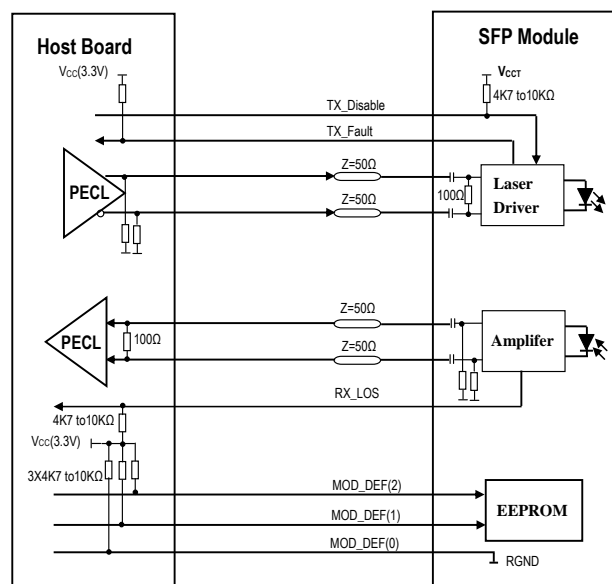 Host Board
SFP Module
VCC(3.3V)
VCCT
4K7 to10KΩ
TX_Disable
TX_Fault
Z=50Ω
PECL
100Ω
Laser
Driver
Z=50Ω
Z=50Ω
PECL
100Ω
Amplifer
Z=50Ω
RX_LOS
4K7 to10KΩ
VCC(3.3V)
3X4K7 to10KΩ
MOD_DEF(2)
MOD_DEF(1)
EEPROM
MOD_DEF(0)
RGND